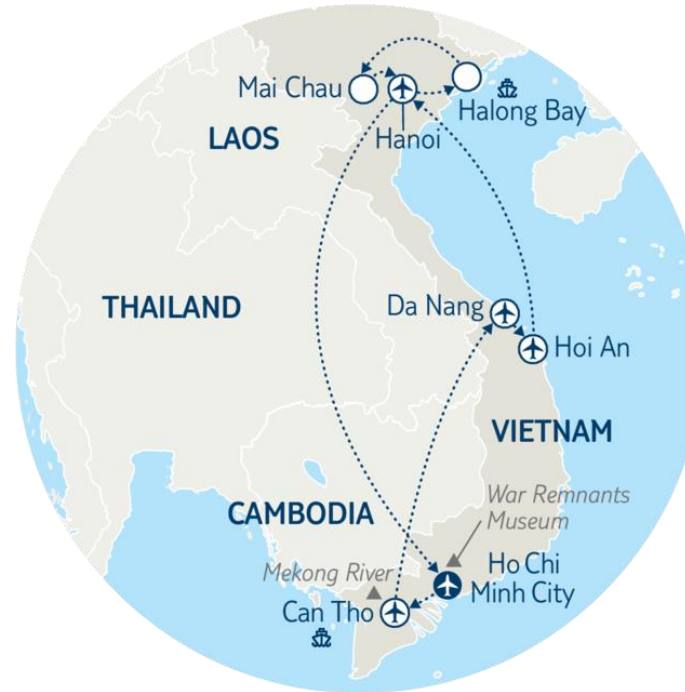 Mai Chau
Halong Bay
Hanoi
LAOS
THAILAND
Da Nang
Hoi An
VIETNAM
War Remnants
Museum
CAMBODIA
Mekong River
Ho Chi
Minh City
Can Tho